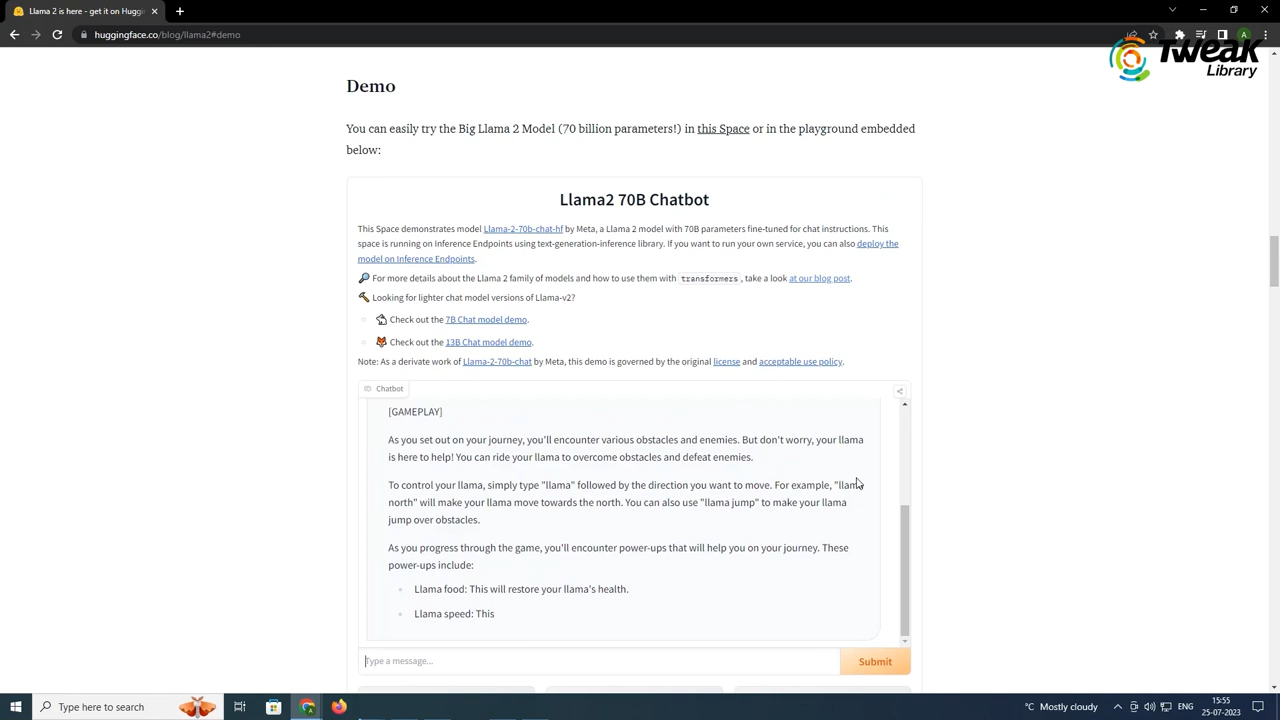 Llama 2 is here - get it on Huggin
huggingface.co/blog/llama2#demo
A
TWEAK
Library
Demo
You can easily try the Big Llama 2 Model (70 billion parameters!) in this Space or in the playground embedded
below:
Llama2 70B Chatbot
This Space demonstrates model Llama-2-70b-chat-hf by Meta, a Llama 2 model with 70B parameters fine-tuned for chat instructions. This
space is running on Inference Endpoints using text-generation-inference library. If you want to run your own service, you can also deploy the
model on Inference Endpoints.
For more details about the Llama 2 family of models and how to use them with transformers, take a look at our blog post.
Looking for lighter chat model versions of Llama-v2?
Check out the 7B Chat model demo.
Check out the 13B Chat model demo.
Note: As a derivate work of Llama-2-70b-chat by Meta, this demo is governed by the original license and acceptable use policy.
Chatbot
[GAMEPLAY]
As you set out on your journey, you'll encounter various obstacles and enemies. But don't worry, your llama
is here to help! You can ride your llama to overcome obstacles and defeat enemies.
To control your llama, simply type "llama" followed by the direction you want to move. For example, "llama
north" will make your llama move towards the north. You can also use "llama jump" to make your llama
jump over obstacles.
As you progress through the game, you'll encounter power-ups that will help you on your journey. These
power-ups include:
Llama food: This will restore your llama's health.
Llama speed: This
Type a message...
Submit
Type here to search
°C Mostly cloudy
ENG
15:55
25-07-2023